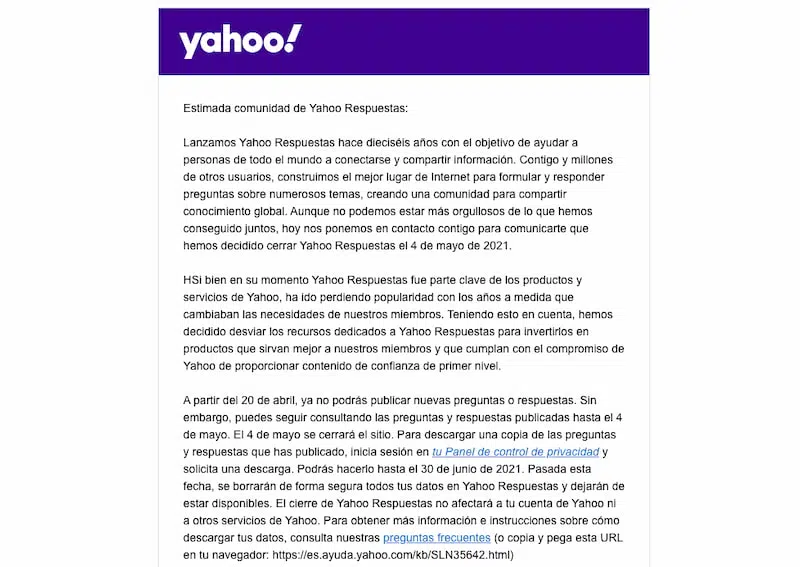 yahoo!
Estimada comunidad de Yahoo Respuestas:
Lanzamos Yahoo Respuestas hace dieciséis años con el objetivo de ayudar a
personas de todo el mundo a conectarse y compartir información. Contigo y millones
de otros usuarios, construimos el mejor lugar de Internet para formular y responder
preguntas sobre numerosos temas, creando una comunidad para compartir
conocimiento global. Aunque no podemos estar más orgullosos de lo que hemos
conseguido juntos, hoy nos ponemos en contacto contigo para comunicarte que
hemos decidido cerrar Yahoo Respuestas el 4 de mayo de 2021.
HSi bien en su momento Yahoo Respuestas fue parte clave de los productos y
servicios de Yahoo, ha ido perdiendo popularidad con los años a medida que
cambiaban las necesidades de nuestros miembros. Teniendo esto en cuenta, hemos
decidido desviar los recursos dedicados a Yahoo Respuestas para invertirlos en
productos que sirvan mejor a nuestros miembros y que cumplan con el compromiso de
Yahoo de proporcionar contenido de confianza de primer nivel.
A partir del 20 de abril, ya no podrás publicar nuevas preguntas o respuestas. Sin
embargo, puedes seguir consultando las preguntas y respuestas publicadas hasta el 4
de mayo. El 4 de mayo se cerrará el sitio. Para descargar una copia de las preguntas
y respuestas que has publicado, inicia sesión en tu Panel de control de privacidad y
solicita una descarga. Podrás hacerlo hasta el 30 de junio de 2021. Pasada esta
fecha, se borrarán de forma segura todos tus datos en Yahoo Respuestas y dejarán de
estar disponibles. El cierre de Yahoo Respuestas no afectará a tu cuenta de Yahoo ni
a otros servicios de Yahoo. Para obtener más información e instrucciones sobre cómo
descargar tus datos, consulta nuestras preguntas frecuentes (o copia y pega esta URL
en tu navegador: https://es.ayuda.yahoo.com/kb/SLN35642.html)